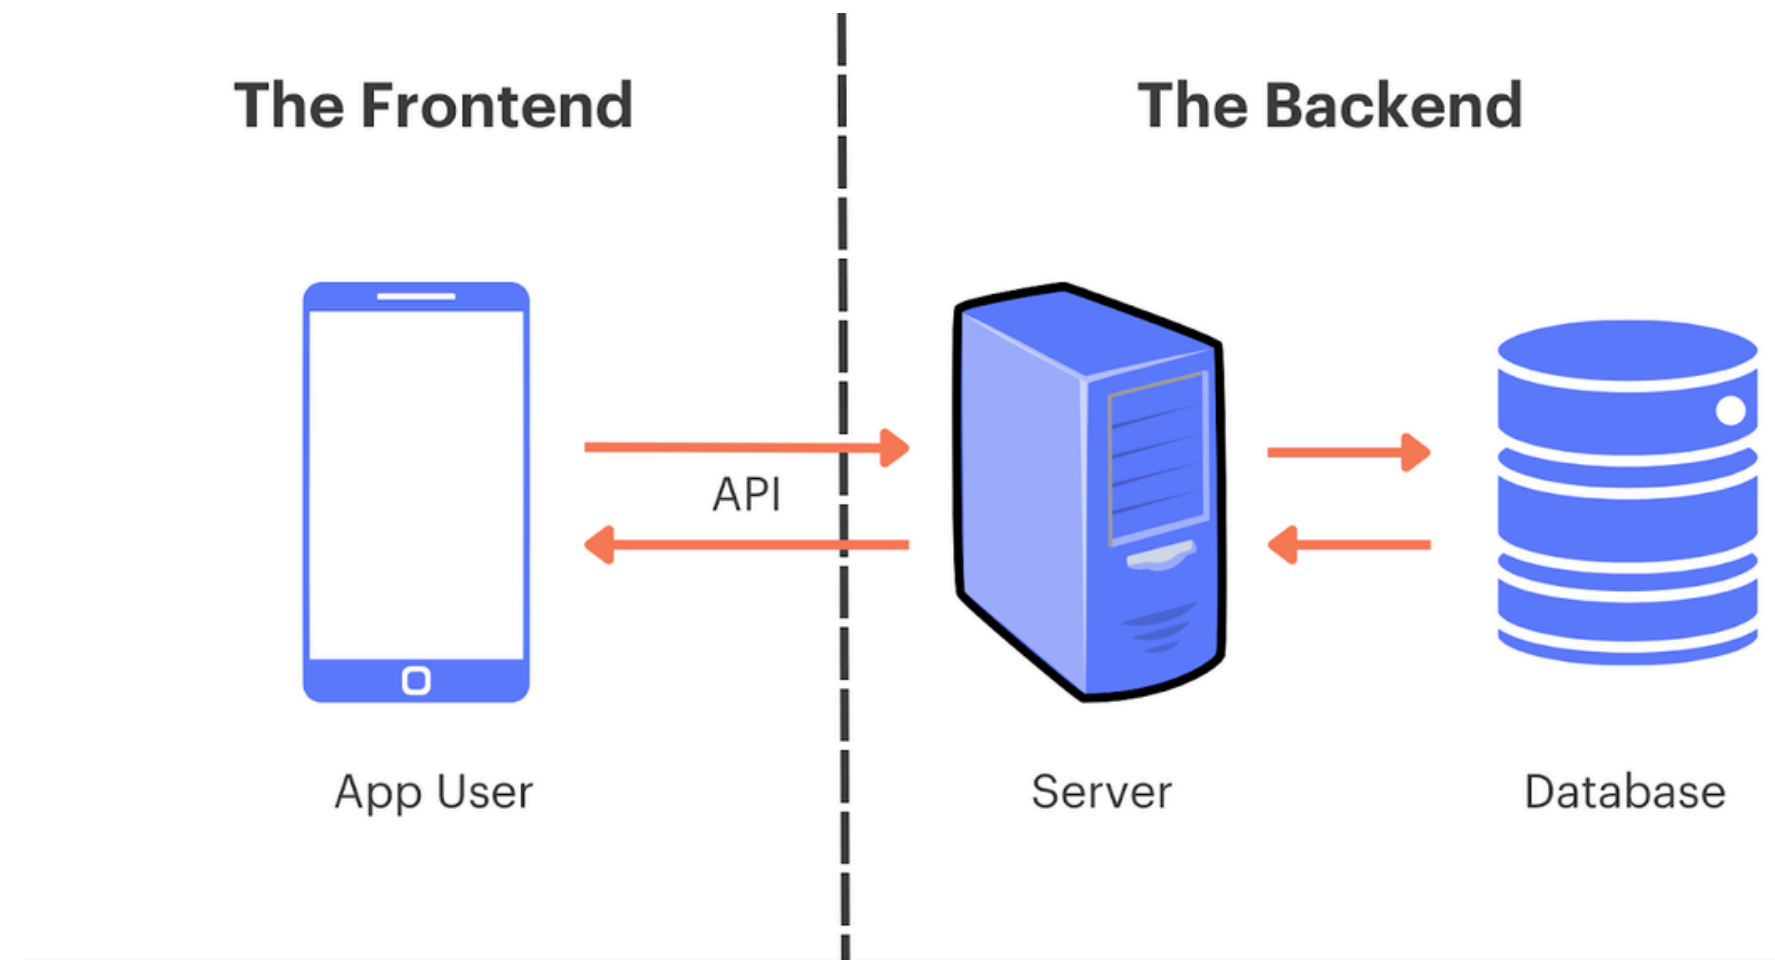 The Frontend
The Backend
API
App User
Server
Database